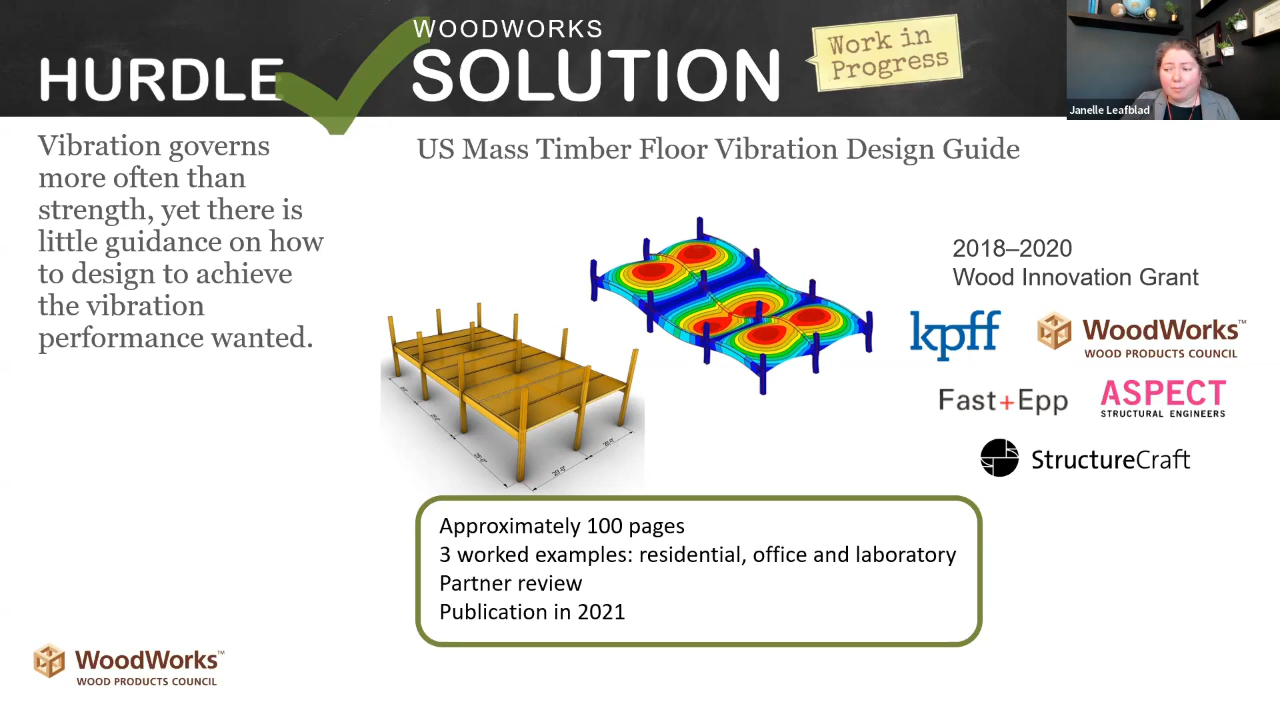 WOODWORKS
HURDLE
SOLUTION
Work in
Progress
Janelle Leafblad
Vibration governs
more often than
strength, yet there is
little guidance on how
to design to achieve
the vibration
performance wanted.
US Mass Timber Floor Vibration Design Guide
2018–2020
Wood Innovation Grant
kpff
WoodWorks™
WOOD PRODUCTS COUNCIL
Fast+Epp
ASPECT
STRUCTURAL ENGINEERS
StructureCraft
Approximately 100 pages
3 worked examples: residential, office and laboratory
Partner review
Publication in 2021
WoodWorks™
WOOD PRODUCTS COUNCIL